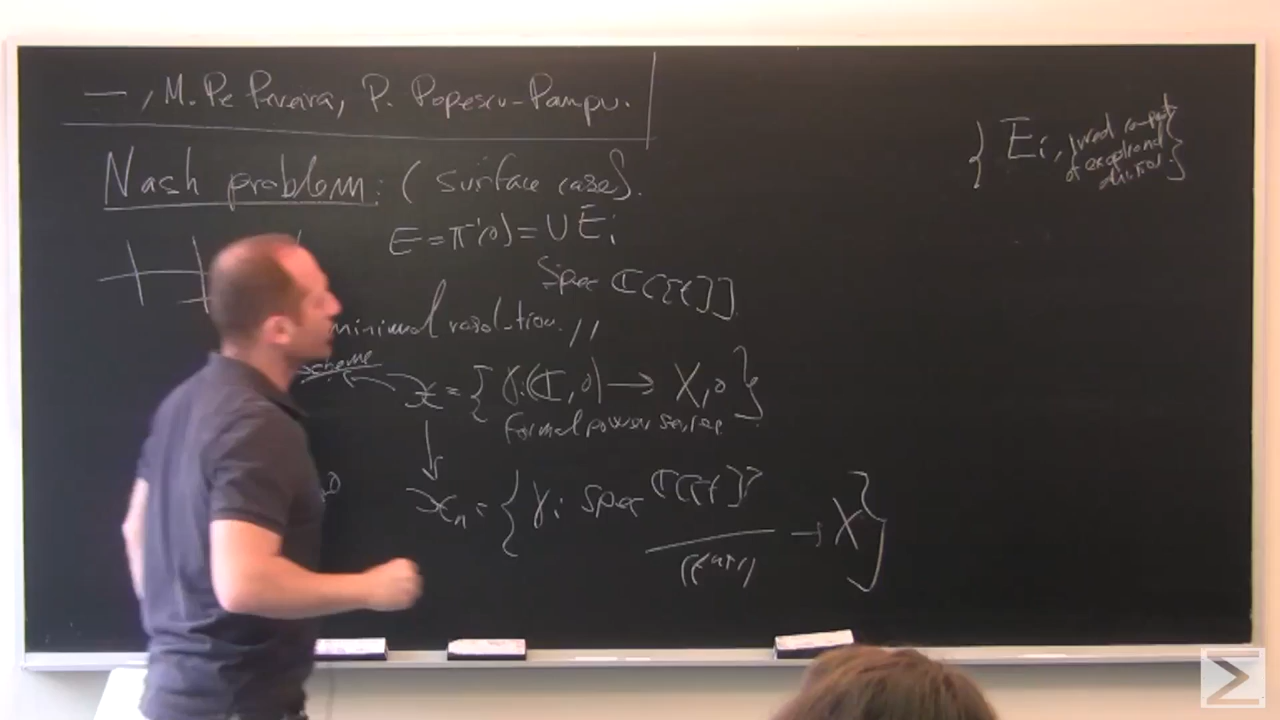 —, M. Pe Pereira, P. Popescu-Pampu.
Nash problem: (surface case).
E = π⁻¹(0) = ∪ Ei
Spec ℂ[[t]]
minimal resolution.
scheme
𝒳 = { γ: (ℂ, 0) → X, 0 }
formal power series
𝒳n = { γ: Spec ℂ[[t]] / (t^{n+1}) → X }
{ Ei, irred comp of exceptional divisor }